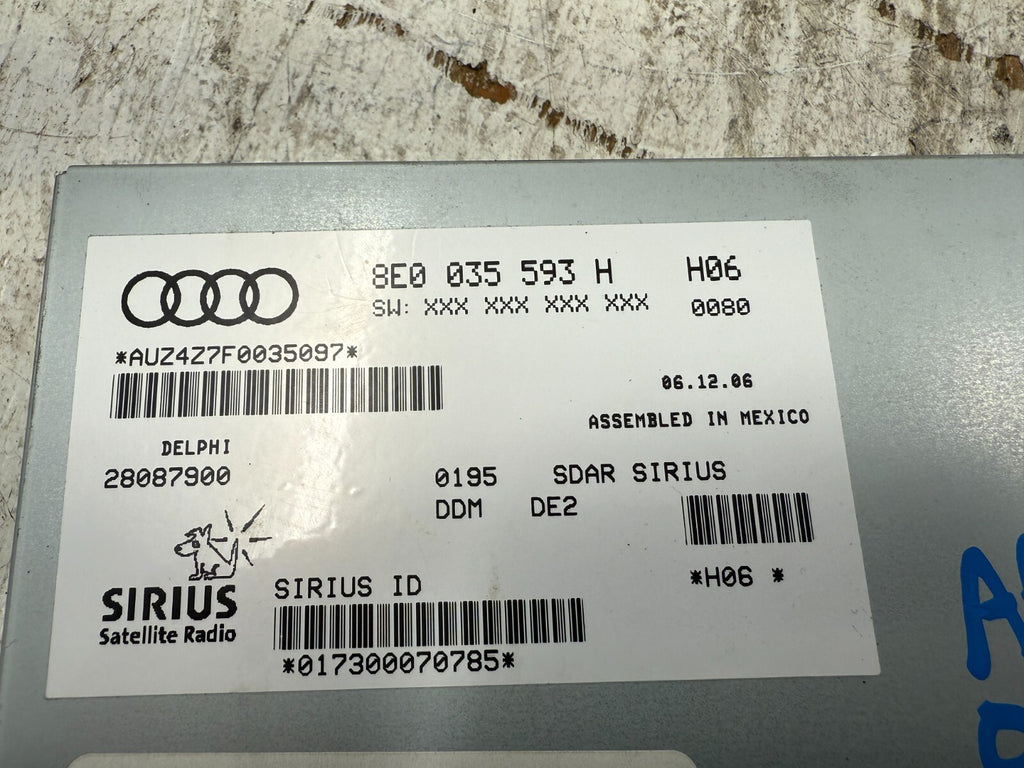 8E0 035 593 H H06
SW: XXX XXX XXX XXX 0080
*AUZ4Z7F0035097*
06.12.06
ASSEMBLED IN MEXICO
DELPHI
28087900 0195 SDAR SIRIUS
DDM DE2
*H06 *
SIRIUS
Satellite Radio
SIRIUS ID
*017300070785*